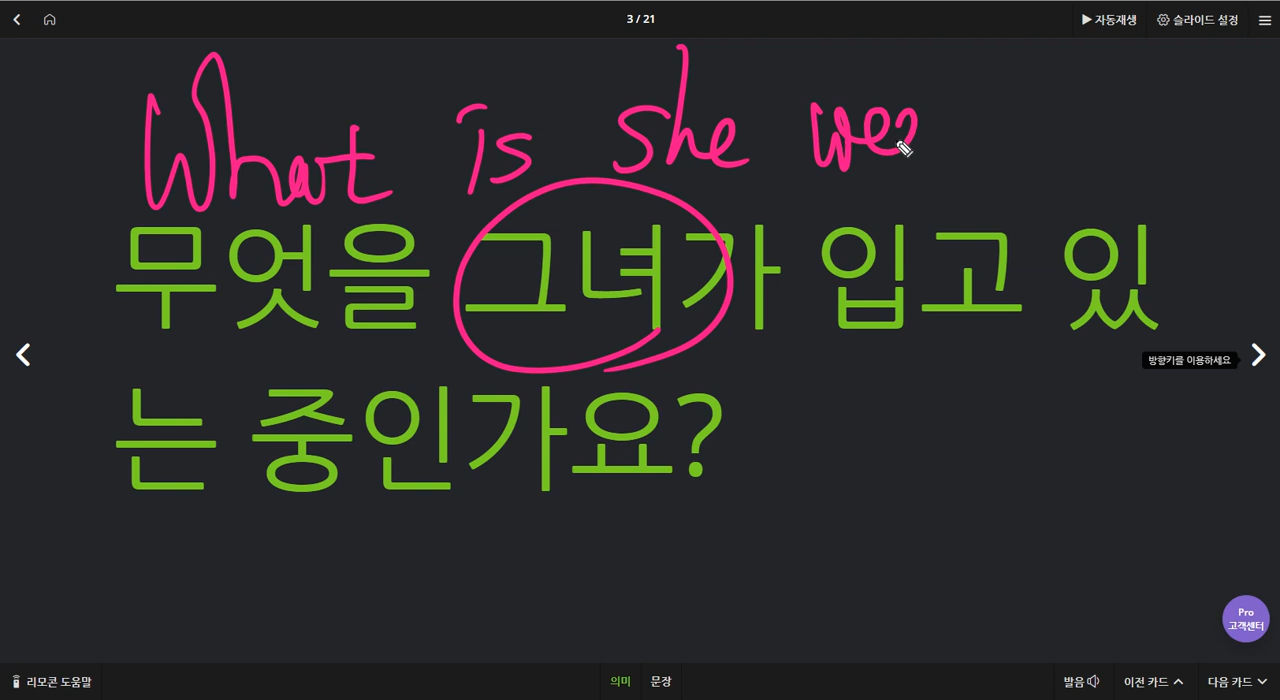 3 / 21
▶ 자동재생
슬라이드 설정
What is she wea
무엇을 그녀가 입고 있
는 중인가요?
방향키를 이용하세요
Pro
고객센터
리모콘 도움말
의미
문장
발음
이전 카드
다음 카드